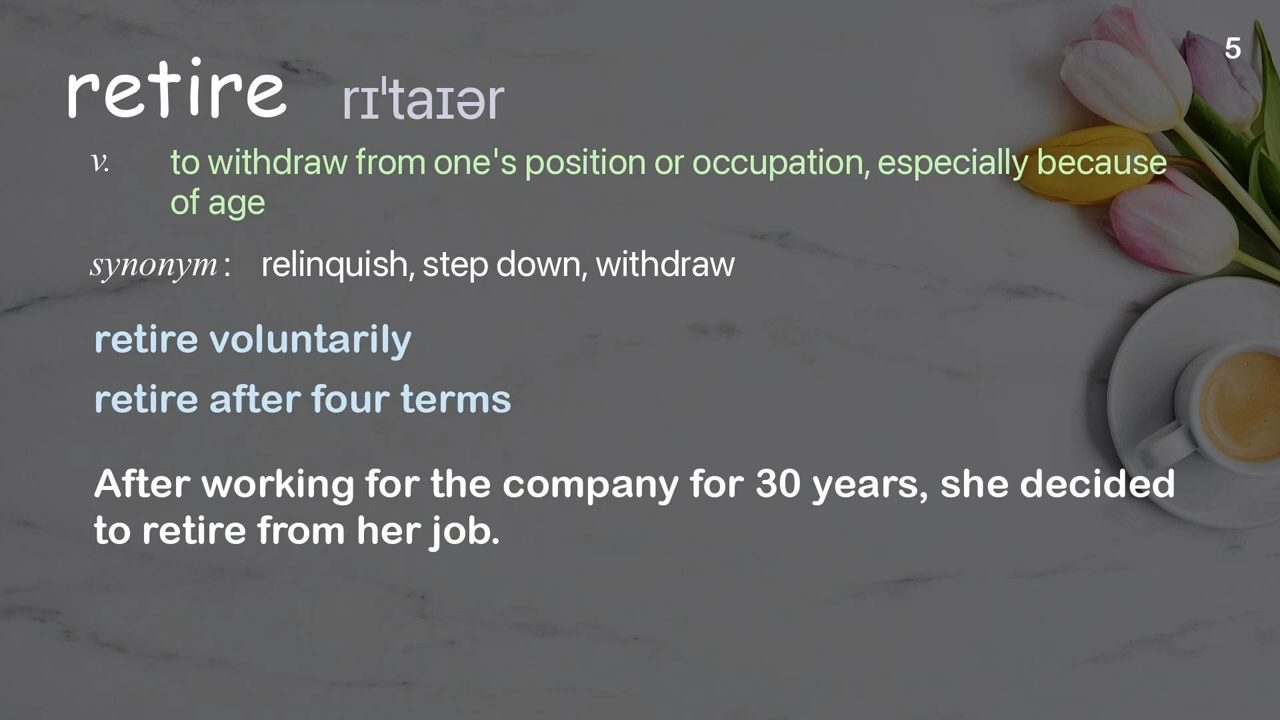 5
retire rɪˈtaɪər
v. to withdraw from one's position or occupation, especially because
of age
synonym : relinquish, step down, withdraw
retire voluntarily
retire after four terms
After working for the company for 30 years, she decided
to retire from her job.